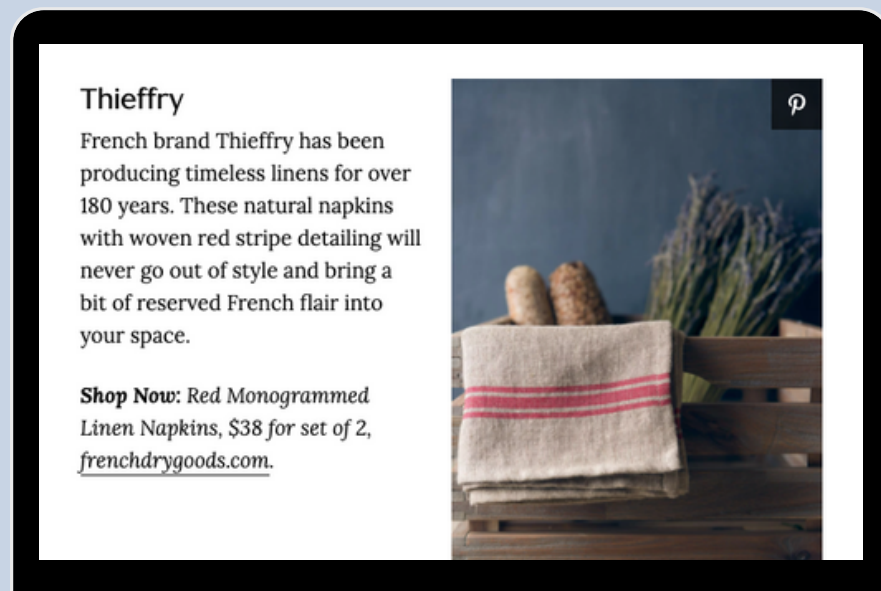 Thieffry
French brand Thieffry has been
producing timeless linens for over
180 years. These natural napkins
with woven red stripe detailing will
never go out of style and bring a
bit of reserved French flair into
your space.
Shop Now: Red Monogrammed
Linen Napkins, $38 for set of 2,
frenchdrygoods.com.